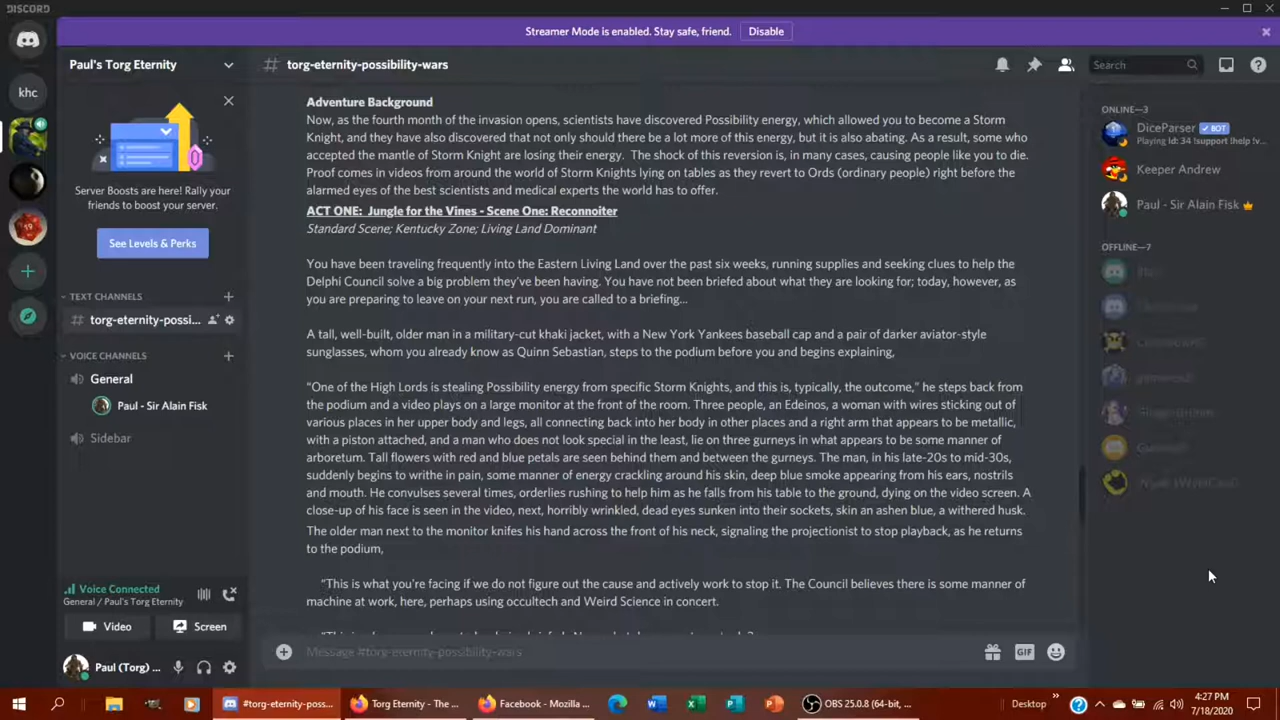 DISCORD
Streamer Mode is enabled. Stay safe, friend. Disable
Paul's Torg Eternity
# torg-eternity-possibility-wars
Search
khc
Server Boosts are here! Rally your friends to boost your server.
See Levels & Perks
TEXT CHANNELS
# torg-eternity-possi...
VOICE CHANNELS
General
Paul - Sir Alain Fisk
Sidebar
Voice Connected
General / Paul's Torg Eternity
Video
Screen
Paul (Torg) ...
Adventure Background
Now, as the fourth month of the invasion opens, scientists have discovered Possibility energy, which allowed you to become a Storm
Knight, and they have also discovered that not only should there be a lot more of this energy, but it is also abating. As a result, some who
accepted the mantle of Storm Knight are losing their energy. The shock of this reversion is, in many cases, causing people like you to die.
Proof comes in videos from around the world of Storm Knights lying on tables as they revert to Ords (ordinary people) right before the
alarmed eyes of the best scientists and medical experts the world has to offer.
ACT ONE: Jungle for the Vines - Scene One: Reconnoiter
Standard Scene; Kentucky Zone; Living Land Dominant
You have been traveling frequently into the Eastern Living Land over the past six weeks, running supplies and seeking clues to help the
Delphi Council solve a big problem they've been having. You have not been briefed about what they are looking for; today, however, as
you are preparing to leave on your next run, you are called to a briefing...
A tall, well-built, older man in a military-cut khaki jacket, with a New York Yankees baseball cap and a pair of darker aviator-style
sunglasses, whom you already know as Quinn Sebastian, steps to the podium before you and begins explaining,
"One of the High Lords is stealing Possibility energy from specific Storm Knights, and this is, typically, the outcome," he steps back from
the podium and a video plays on a large monitor at the front of the room. Three people, an Edeinos, a woman with wires sticking out of
various places in her upper body and legs, all connecting back into her body in other places and a right arm that appears to be metallic,
with a piston attached, and a man who does not look special in the least, lie on three gurneys in what appears to be some manner of
arboretum. Tall flowers with red and blue petals are seen behind them and between the gurneys. The man, in his late-20s to mid-30s,
suddenly begins to writhe in pain, some manner of energy crackling around his skin, deep blue smoke appearing from his ears, nostrils
and mouth. He convulses several times, orderlies rushing to help him as he falls from his table to the ground, dying on the video screen. A
close-up of his face is seen in the video, next, horribly wrinkled, dead eyes sunken into their sockets, skin an ashen blue, a withered husk.
The older man next to the monitor knifes his hand across the front of his neck, signaling the projectionist to stop playback, as he returns
to the podium,
"This is what you're facing if we do not figure out the cause and actively work to stop it. The Council believes there is some manner of
machine at work, here, perhaps using occultech and Weird Science in concert.
Message #torg-eternity-possibility-wars
GIF
ONLINE—3
DiceParser BOT
Playing Id: 34 !support !help tv...
Keeper Andrew
Paul - Sir Alain Fisk
OFFLINE—7
#torg-eternity-poss...
Torg Eternity - The ...
Facebook - Mozilla ...
OBS 25.0.8 (64-bit, ...
Desktop
4:27 PM
7/18/2020